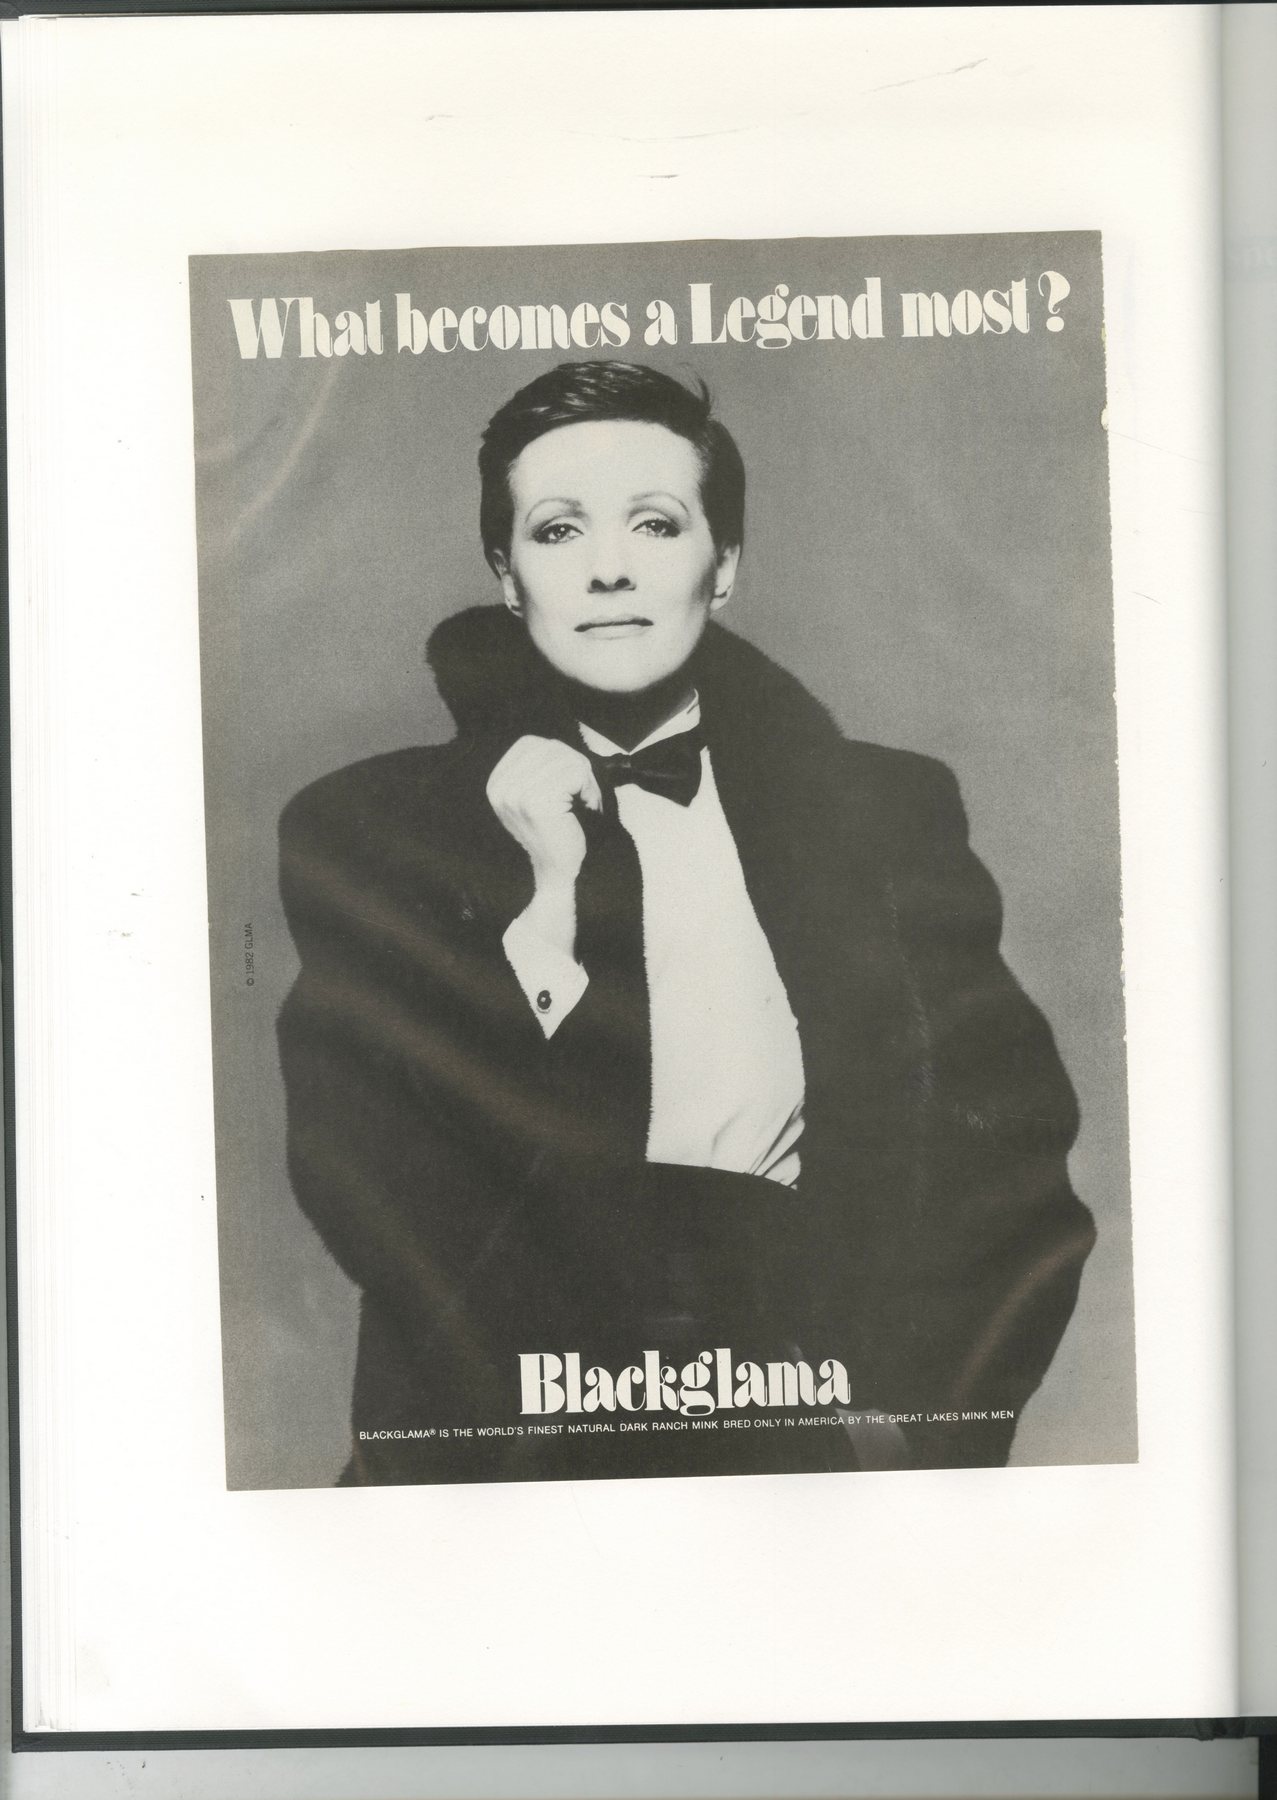 What becomes a Legend most?
© 1982 GLMA
Blackglama
BLACKGLAMA® IS THE WORLD'S FINEST NATURAL DARK RANCH MINK BRED ONLY IN AMERICA BY THE GREAT LAKES MINK MEN